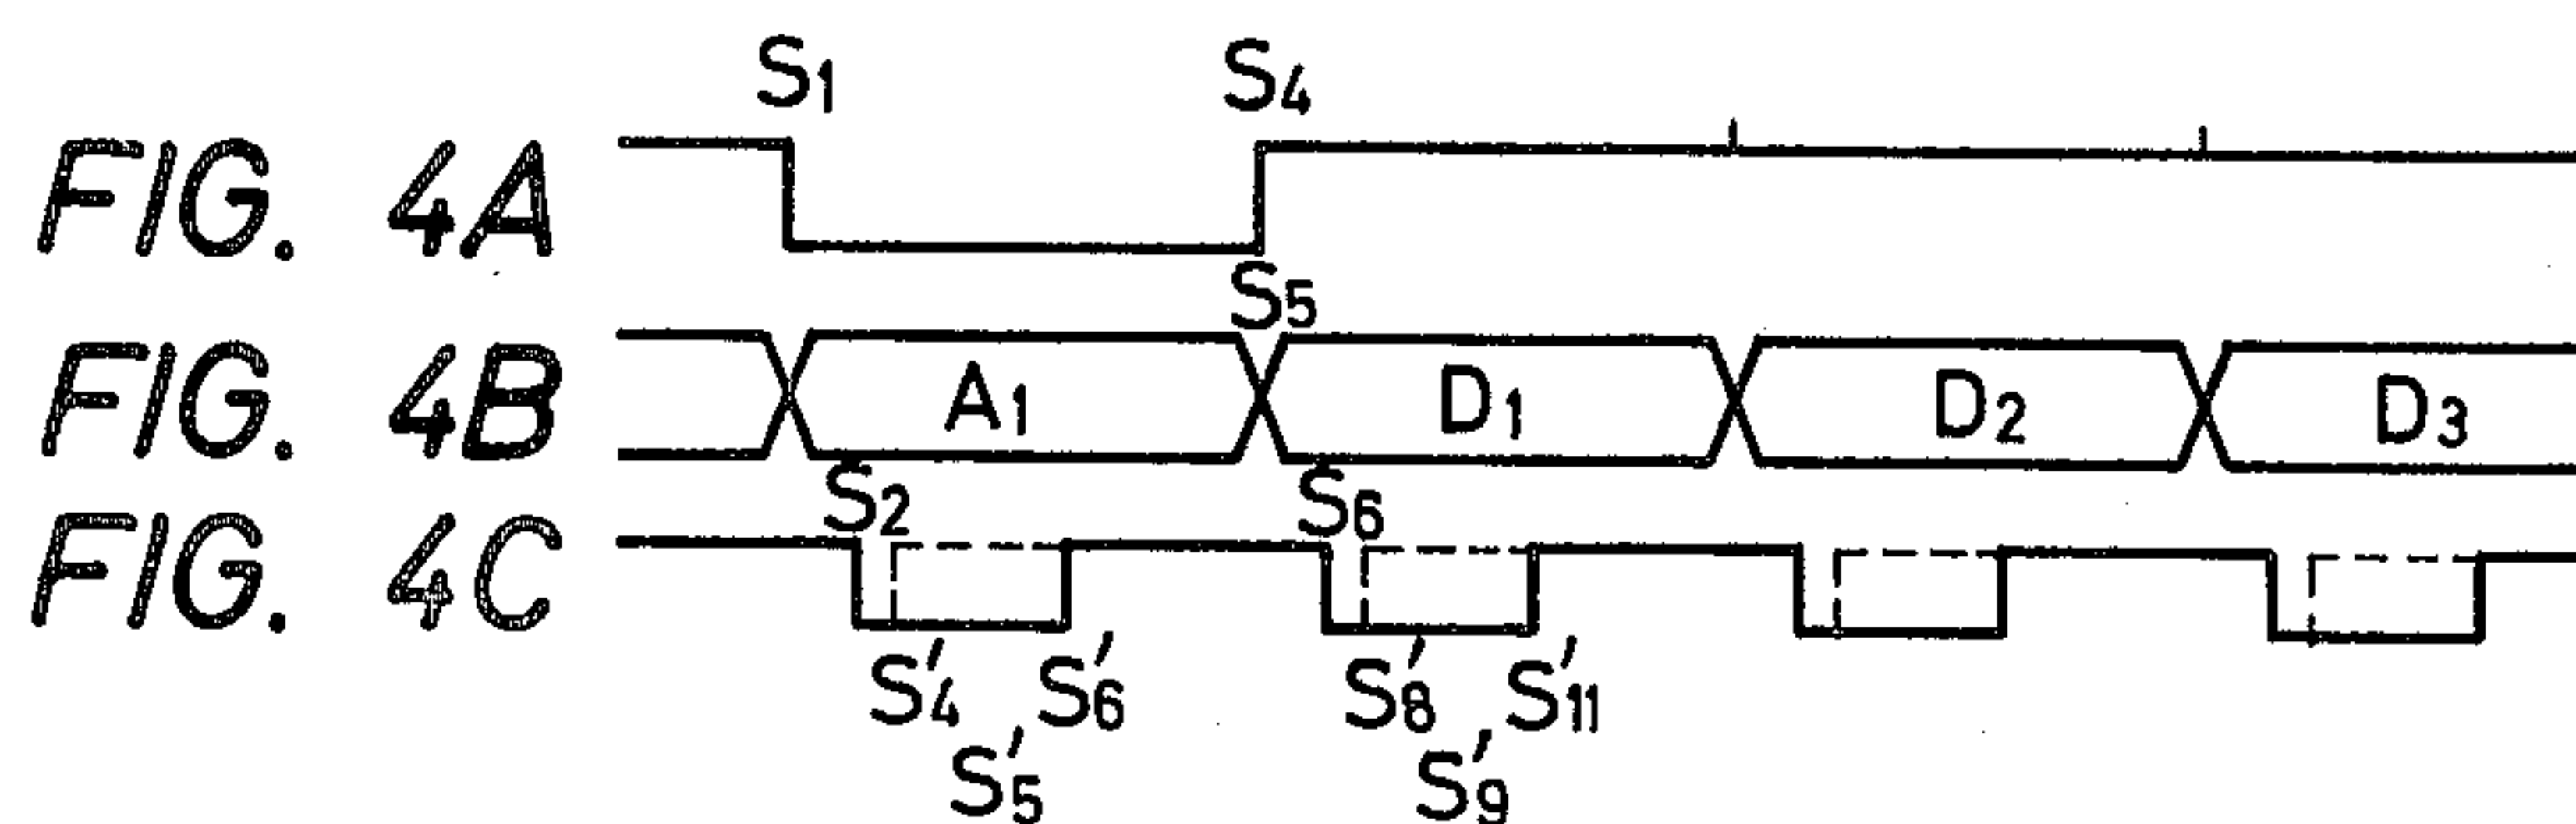 S1 S4
FIG. 4A
S5
FIG. 4B A1 D1 D2 D3
S2 S6
FIG. 4C
S'4 S'6 S'8 S'11
S'5 S'9